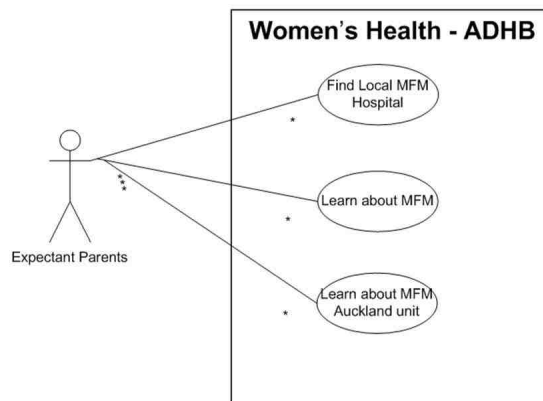 Women's Health - ADHB
Find Local MFM
Hospital
*
*
*
*
Learn about MFM
*
Expectant Parents
Learn about MFM
Auckland unit
*